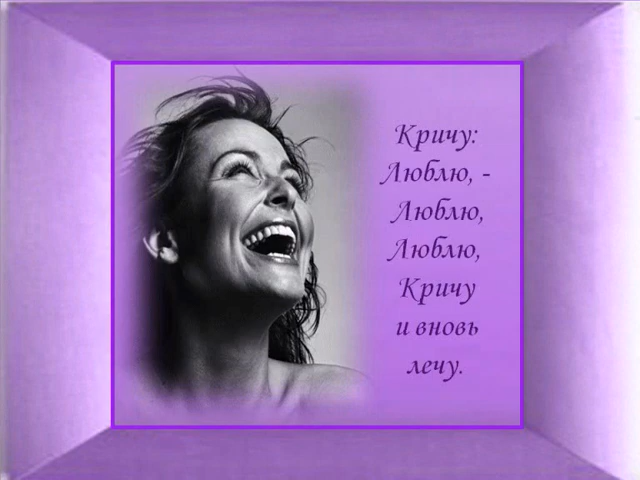 Кричу:
Люблю, -
Люблю,
Люблю,
Кричу
и вновь
лечу.